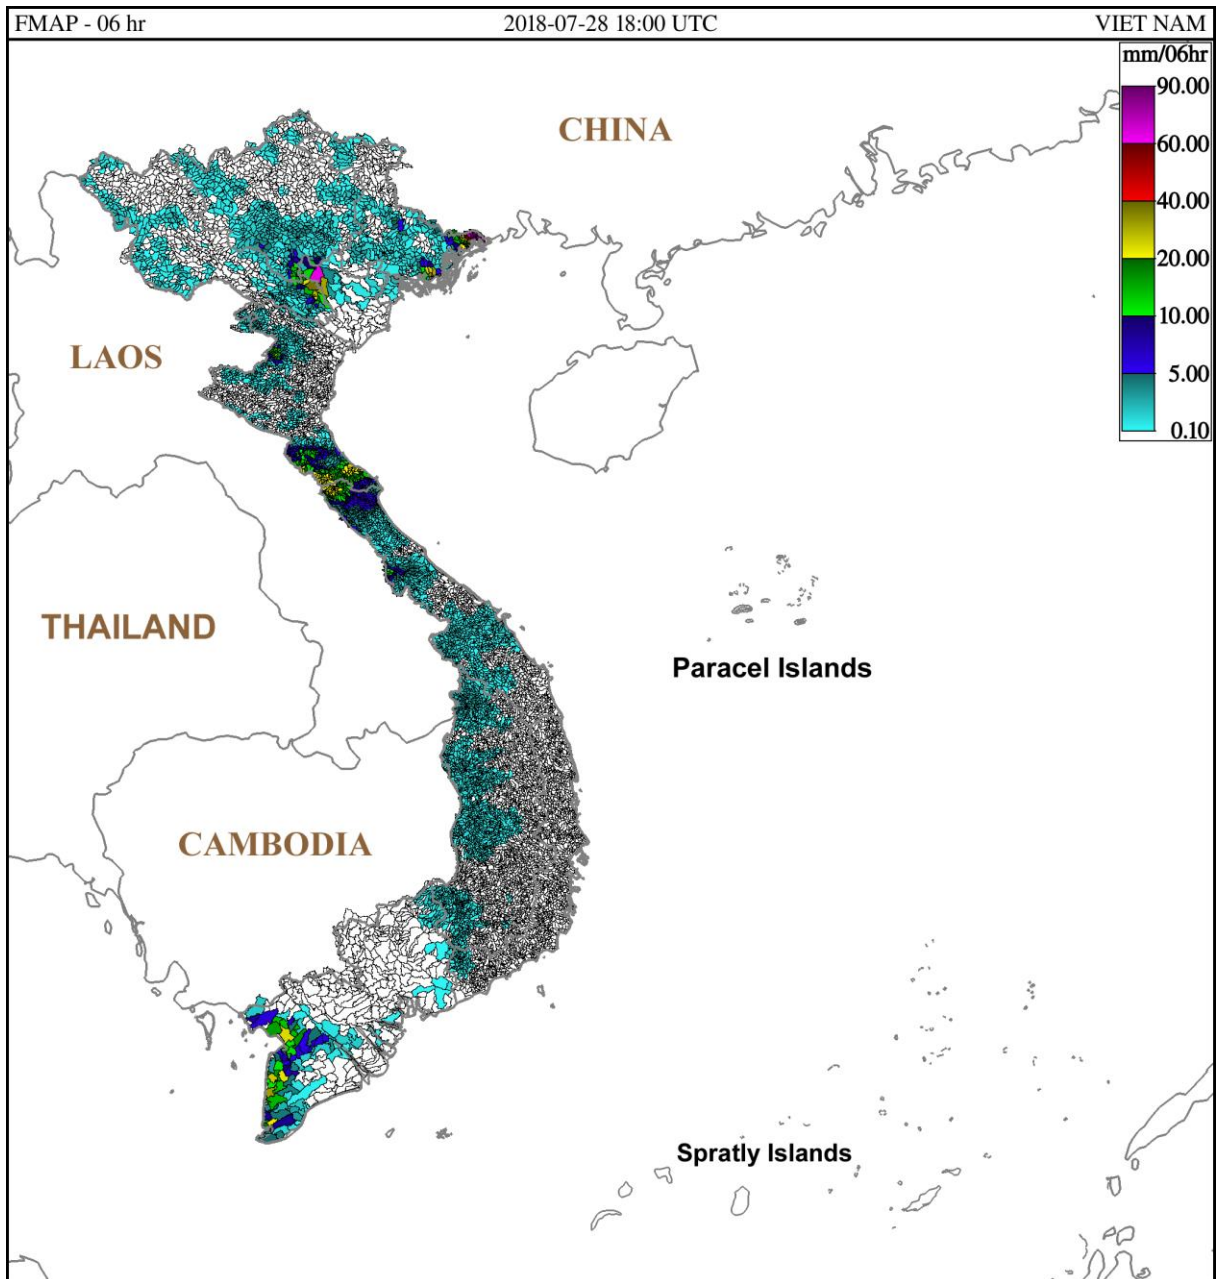 FMAP - 06 hr 2018-07-28 18:00 UTC VIET NAM
mm/06hr
90.00
60.00
40.00
20.00
10.00
5.00
0.10
CHINA
LAOS
THAILAND
Paracel Islands
CAMBODIA
Spratly Islands